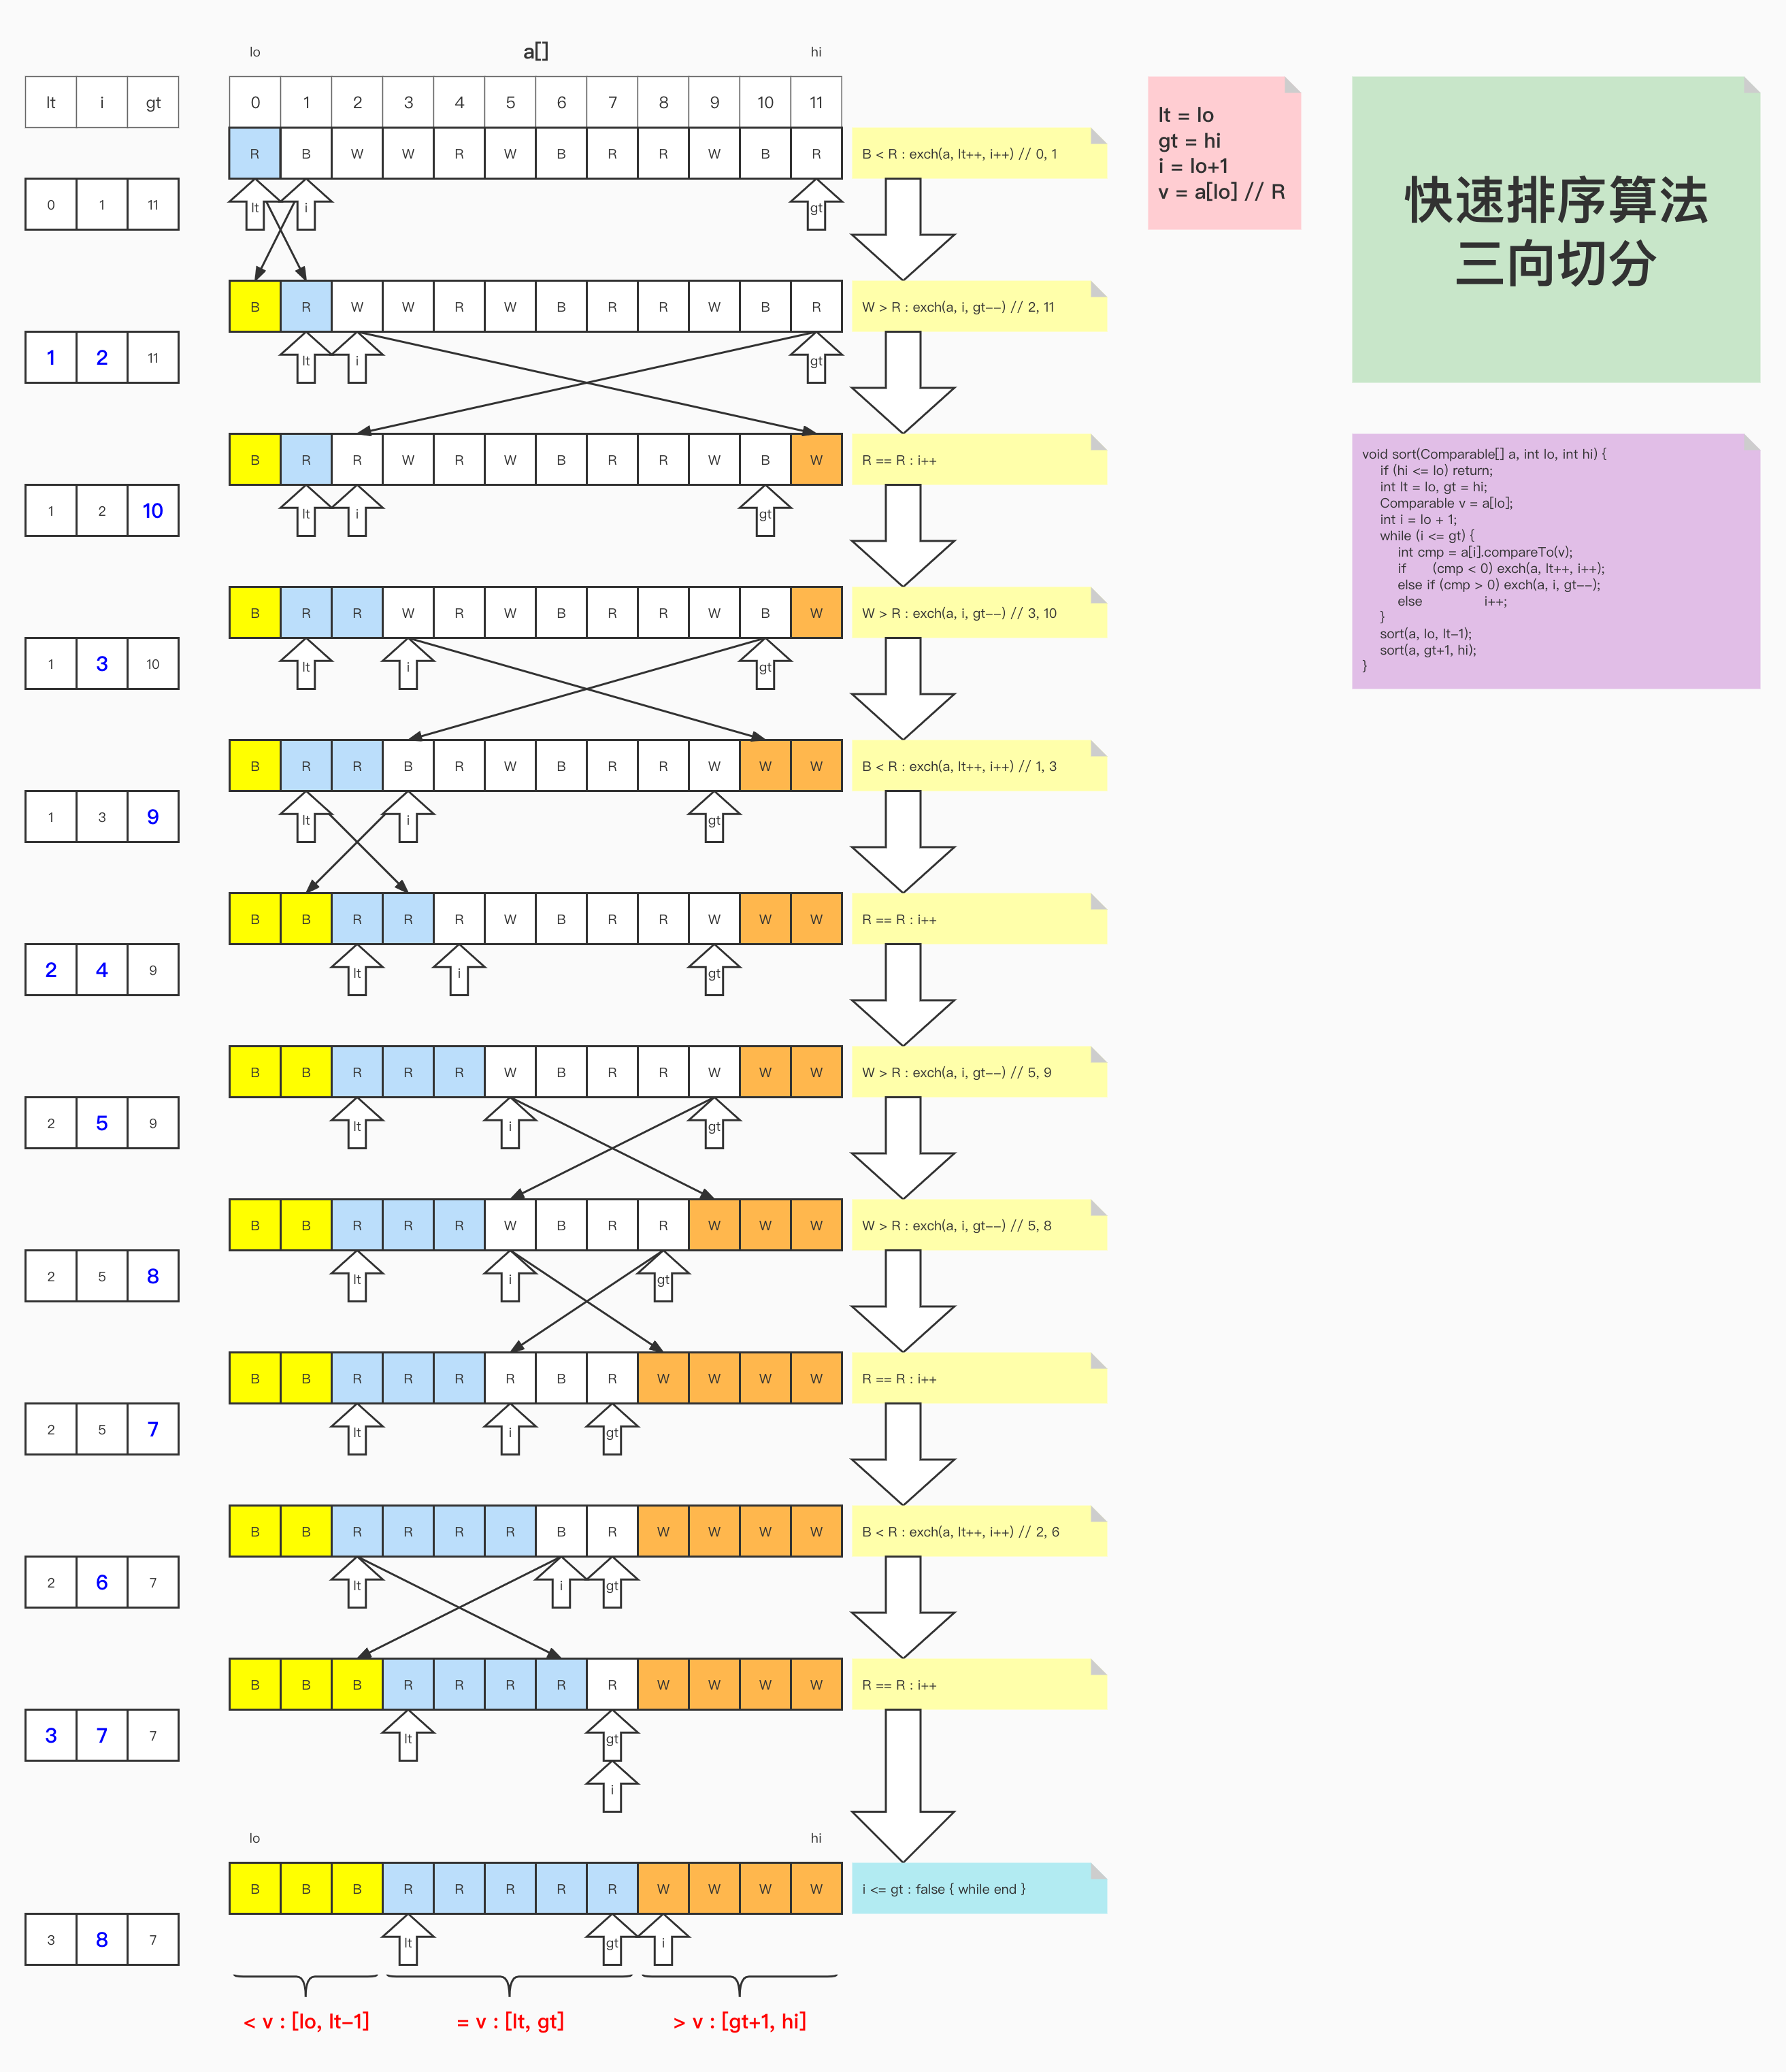 lo a[] hi
lt i gt 0 1 2 3 4 5 6 7 8 9 10 11
R B W W R W B R R W B R B < R : exch(a, lt++, i++) // 0, 1
0 1 11 lt i gt
B R W W R W B R R W B R W > R : exch(a, i, gt--) // 2, 11
1 2 11 lt i gt
B R R W R W B R R W B W R == R : i++
1 2 10 lt i gt
B R R W R W B R R W B W W > R : exch(a, i, gt--) // 3, 10
1 3 10 lt i gt
B R R B R W B R R W W W B < R : exch(a, lt++, i++) // 1, 3
1 3 9 lt i gt
B B R R R W B R R W W W R == R : i++
2 4 9 lt i gt
B B R R R W B R R W W W W > R : exch(a, i, gt--) // 5, 9
2 5 9 lt i gt
B B R R R W B R R W W W W > R : exch(a, i, gt--) // 5, 8
2 5 8 lt i gt
B B R R R R B R W W W W R == R : i++
2 5 7 lt i gt
B B R R R R B R W W W W B < R : exch(a, lt++, i++) // 2, 6
2 6 7 lt i gt
B B B R R R R R W W W W R == R : i++
3 7 7 lt gt
i
lo hi
B B B R R R R R W W W W i <= gt : false { while end }
3 8 7 lt gt i
< v : [lo, lt-1] = v : [lt, gt] > v : [gt+1, hi]
lt = lo
gt = hi
i = lo+1
v = a[lo] // R
快速排序算法
三向切分
void sort(Comparable[] a, int lo, int hi) {
if (hi <= lo) return;
int lt = lo, gt = hi;
Comparable v = a[lo];
int i = lo + 1;
while (i <= gt) {
int cmp = a[i].compareTo(v);
if (cmp < 0) exch(a, lt++, i++);
else if (cmp > 0) exch(a, i, gt--);
else i++;
}
sort(a, lo, lt-1);
sort(a, gt+1, hi);
}